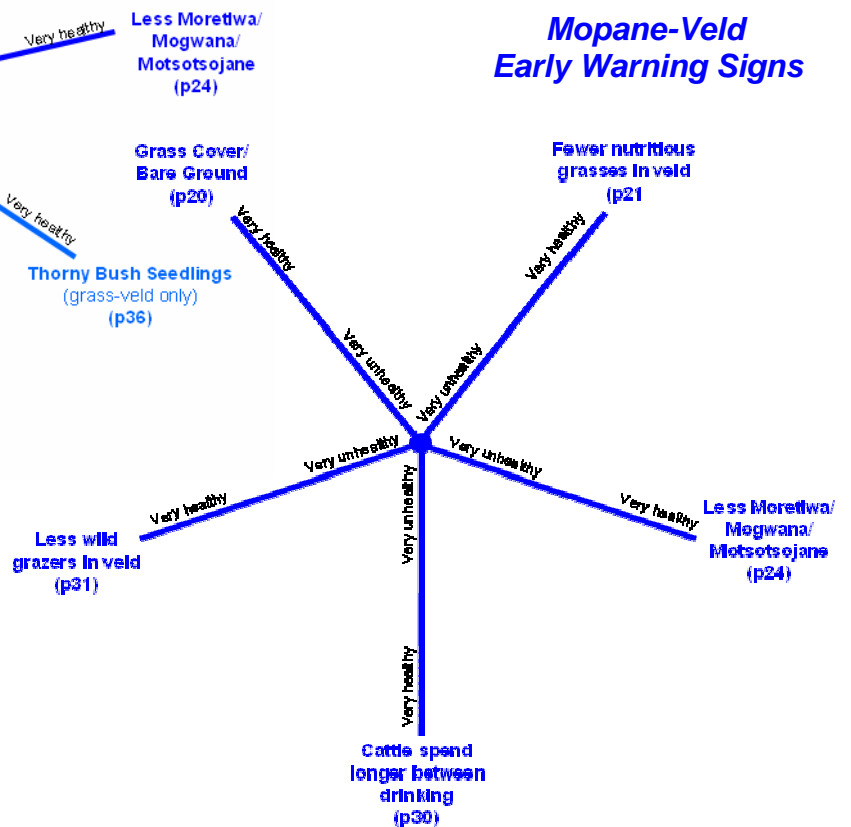 Mopane-Veld
Early Warning Signs
Very healthy
Less Moretlwa/
Mogwana/
Motsotsojane
(p24)
Very healthy
Thorny Bush Seedlings
(grass-veld only)
(p36)
Grass Cover/
Bare Ground
(p20)
Very healthy
Very unhealthy
Fewer nutritious
grasses in veld
(p21
Very healthy
Very unhealthy
Very unhealthy
Very healthy
Less wild
grazers in veld
(p31)
Very unhealthy
Very healthy
Less Moretlwa/
Mogwana/
Motsotsojane
(p24)
Very unhealthy
Very healthy
Cattle spend
longer between
drinking
(p30)